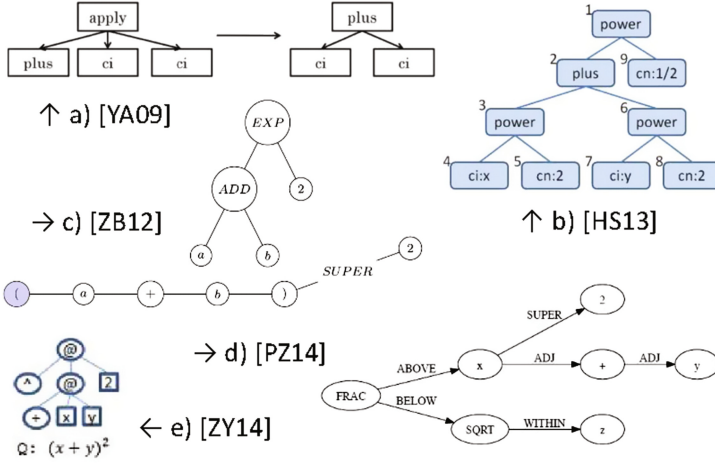 apply
plus ci ci
plus
ci ci
↑ a) [YA09]
1 power
2 plus 9 cn:1/2
3 power 6 power
4 ci:x 5 cn:2 7 ci:y 8 cn:2
↑ b) [HS13]
EXP
ADD 2
a b
→ c) [ZB12]
( a + b ) SUPER 2
→ d) [PZ14]
FRAC ABOVE x SUPER 2
ADJ + ADJ y
BELOW SQRT WITHIN z
@
^ @ 2
+ x y
Q: (x + y)²
← e) [ZY14]